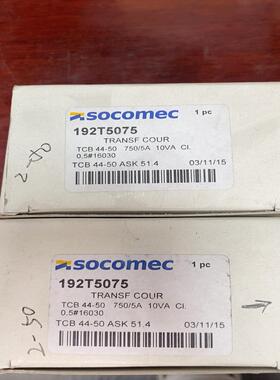 socomec
1 pc
192T5075
TRANSF COUR
TCB 44-50 750/5A 10VA Cl.
0.5#16030
TCB 44-50 ASK 51.4 03/11/15
socomec
1 pc
192T5075
TRANSF COUR
TCB 44-50 750/5A 10VA Cl.
0.5#16030
TCB 44-50 ASK 51.4 03/11/15
2-50